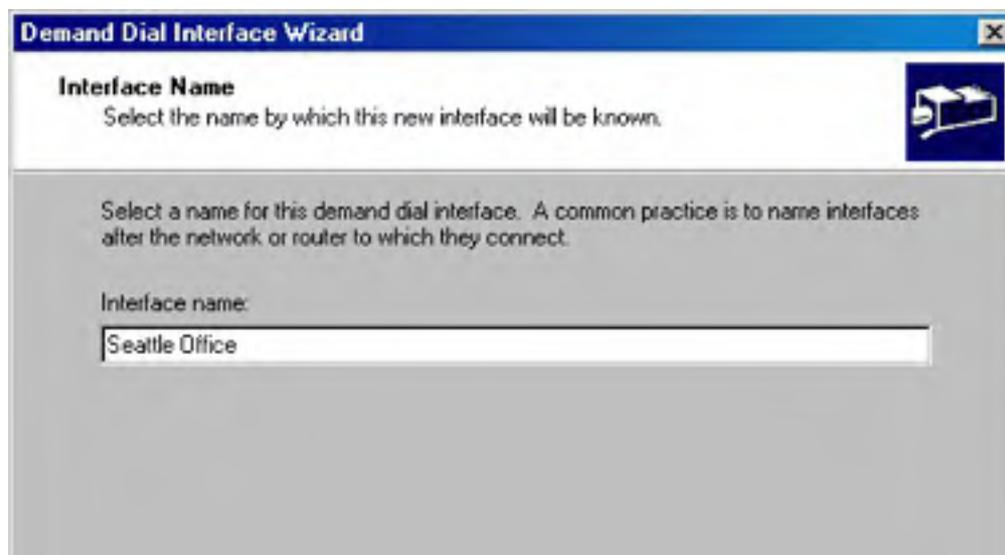 Demand Dial Interface Wizard
Interface Name
Select the name by which this new interface will be known.
Select a name for this demand dial interface. A common practice is to name interfaces
after the network or router to which they connect.
Interface name:
Seattle Office